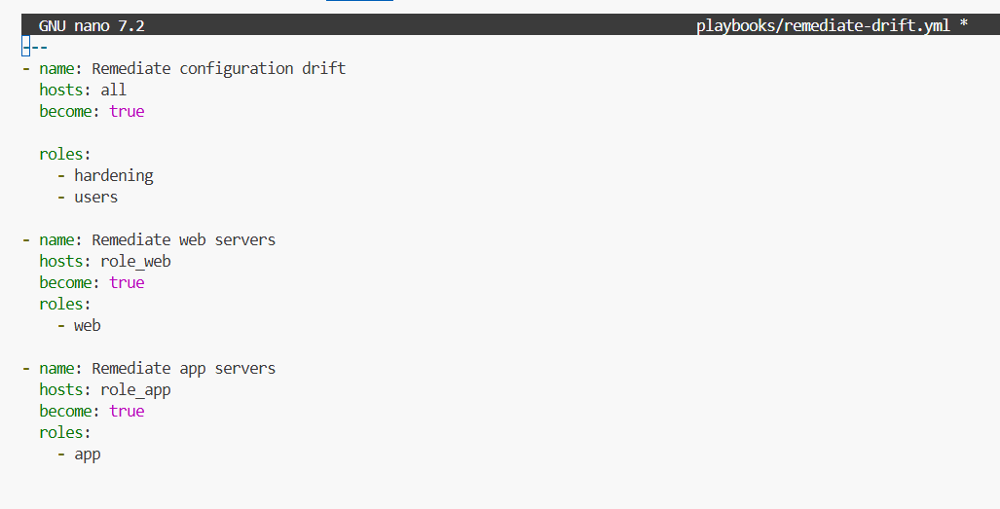 GNU nano 7.2 playbooks/remediate-drift.yml *
---
- name: Remediate configuration drift
  hosts: all
  become: true

  roles:
    - hardening
    - users

- name: Remediate web servers
  hosts: role_web
  become: true
  roles:
    - web

- name: Remediate app servers
  hosts: role_app
  become: true
  roles:
    - app